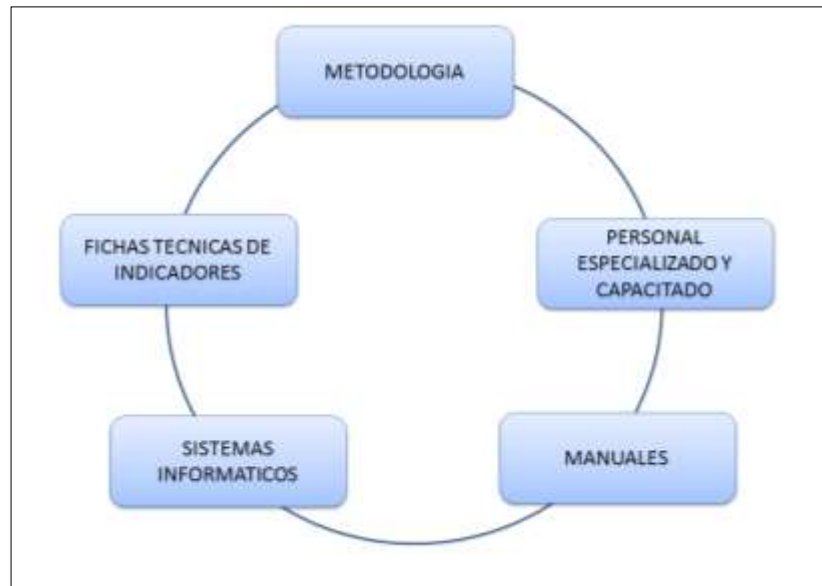 METODOLOGIA
PERSONAL
ESPECIALIZADO Y
CAPACITADO
MANUALES
SISTEMAS
INFORMATICOS
FICHAS TECNICAS DE
INDICADORES